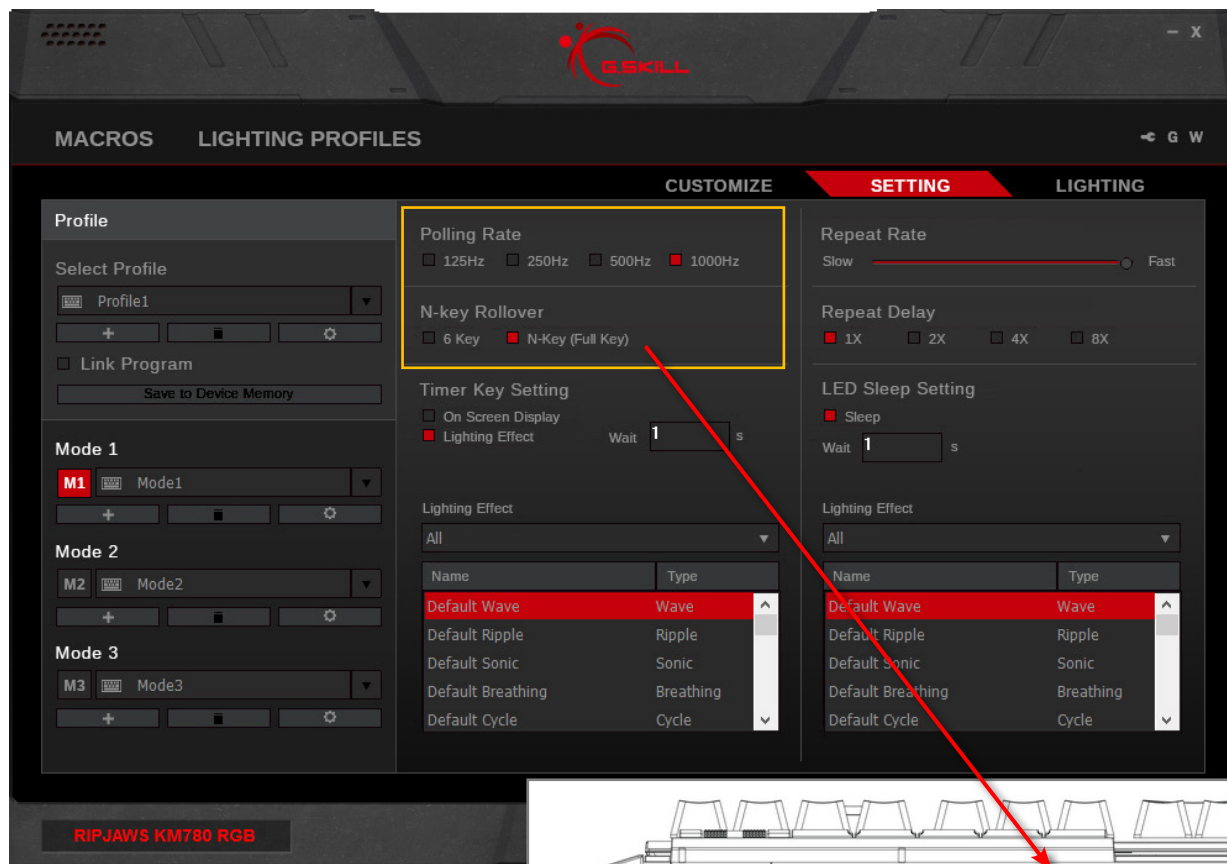 G.SKILL
– X
MACROS LIGHTING PROFILES
G W
CUSTOMIZE SETTING LIGHTING
Profile
Select Profile
Profile1
+
Link Program
Save to Device Memory
Mode 1
M1 Mode1
+
Mode 2
M2 Mode2
+
Mode 3
M3 Mode3
+
Polling Rate
125Hz 250Hz 500Hz 1000Hz
N-key Rollover
6 Key N-Key (Full Key)
Timer Key Setting
On Screen Display
Lighting Effect Wait 1 s
Lighting Effect
All
Name Type
Default Wave Wave
Default Ripple Ripple
Default Sonic Sonic
Default Breathing Breathing
Default Cycle Cycle
Repeat Rate
Slow Fast
Repeat Delay
1X 2X 4X 8X
LED Sleep Setting
Sleep
Wait 1 s
Lighting Effect
All
Name Type
Default Wave Wave
Default Ripple Ripple
Default Sonic Sonic
Default Breathing Breathing
Default Cycle Cycle
RIPJAWS KM780 RGB